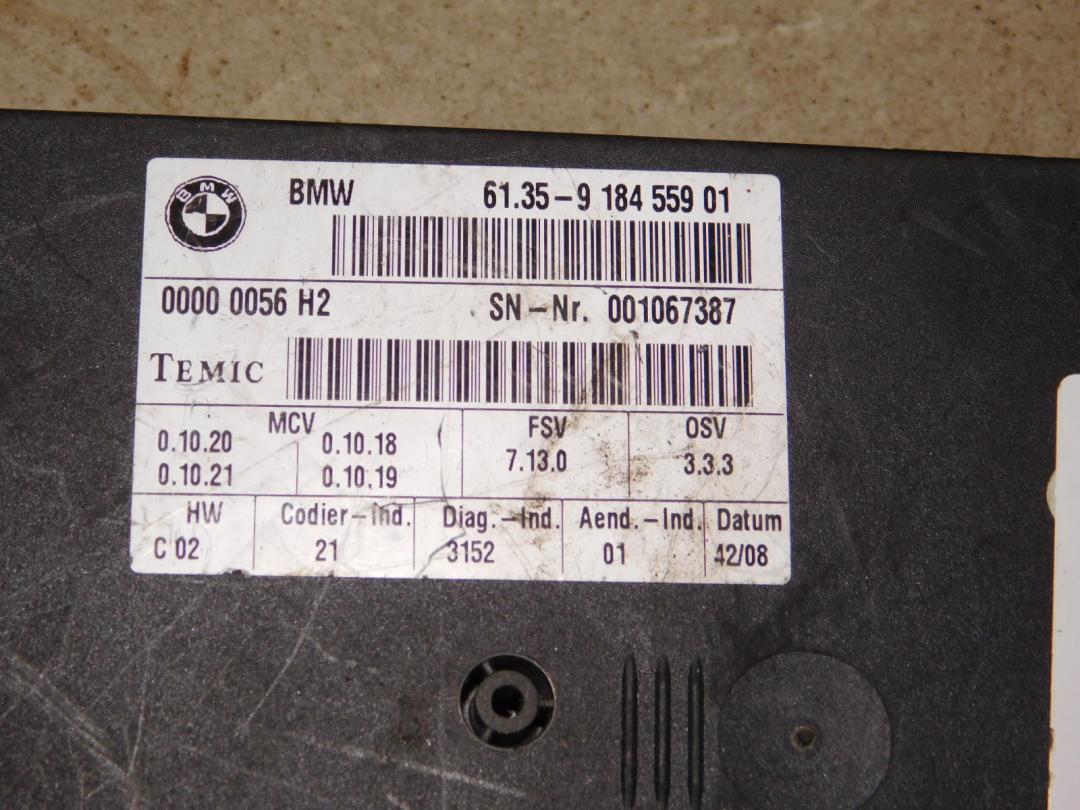 BMW
BMW 61.35-9 184 559 01
0000 0056 H2 SN-Nr. 001067387
TEMIC
MCV FSV OSV
0.10.20 0.10.18 7.13.0 3.3.3
0.10.21 0.10.19
HW Codier-Ind. Diag.-Ind. Aend.-Ind. Datum
C 02 21 3152 01 42/08